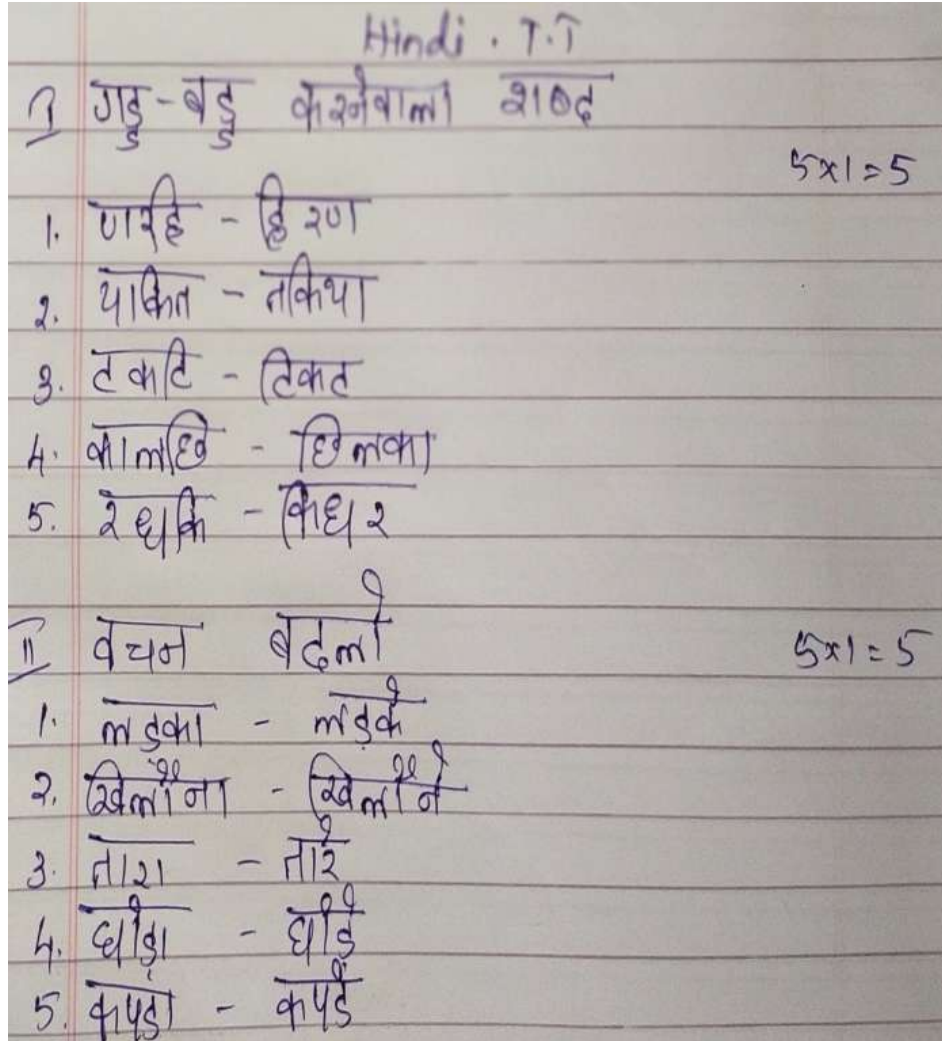 Hindi . T.T
I गड्डु-बड्डु करनेवाला शब्द
5x1=5
1. णरहि - हिरण
2. याकित - तकिया
3. टकटि - टिकट
4. कालछि - छिलका
5. रधकि - किधर
II वचन बदलो 5x1=5
1. लड़का - लड़के
2. खिलौना - खिलौने
3. तारा - तारे
4. घोड़ा - घोड़े
5. कपड़ा - कपड़े